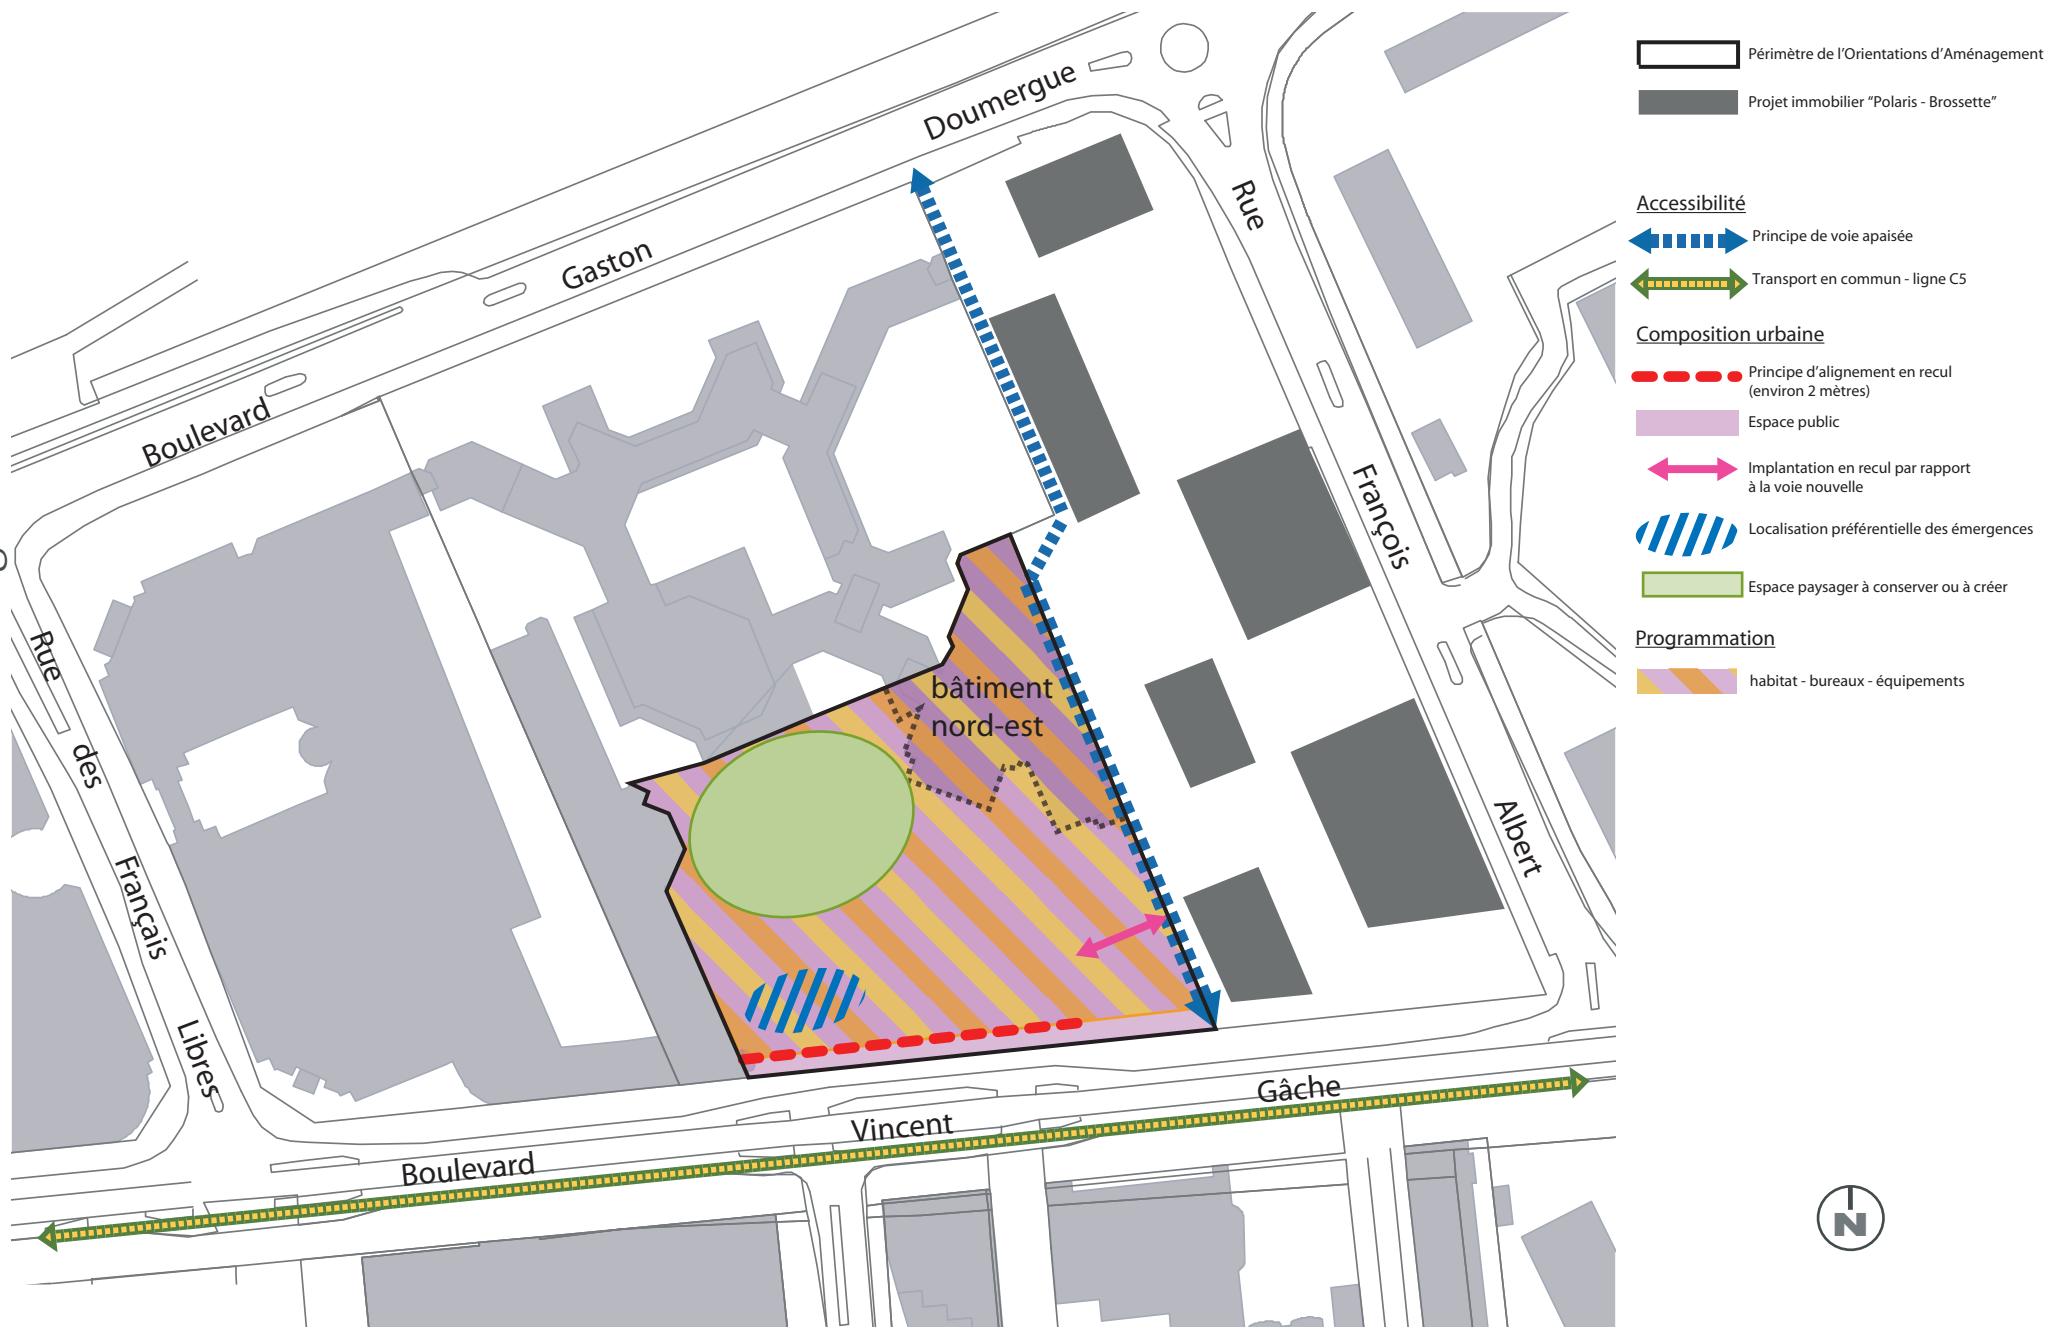 Boulevard
Gaston
Doumergue
Rue
François
Albert
Rue
des
Français
Libres
bâtiment
nord-est
Boulevard
Vincent
Gâche
Périmètre de l'Orientations d'Aménagement
Projet immobilier "Polaris - Brossette"
Accessibilité
Principe de voie apaisée
Transport en commun - ligne C5
Composition urbaine
Principe d'alignement en recul
(environ 2 mètres)
Espace public
Implantation en recul par rapport
à la voie nouvelle
Localisation préférentielle des émergences
Espace paysager à conserver ou à créer
Programmation
habitat - bureaux - équipements
N